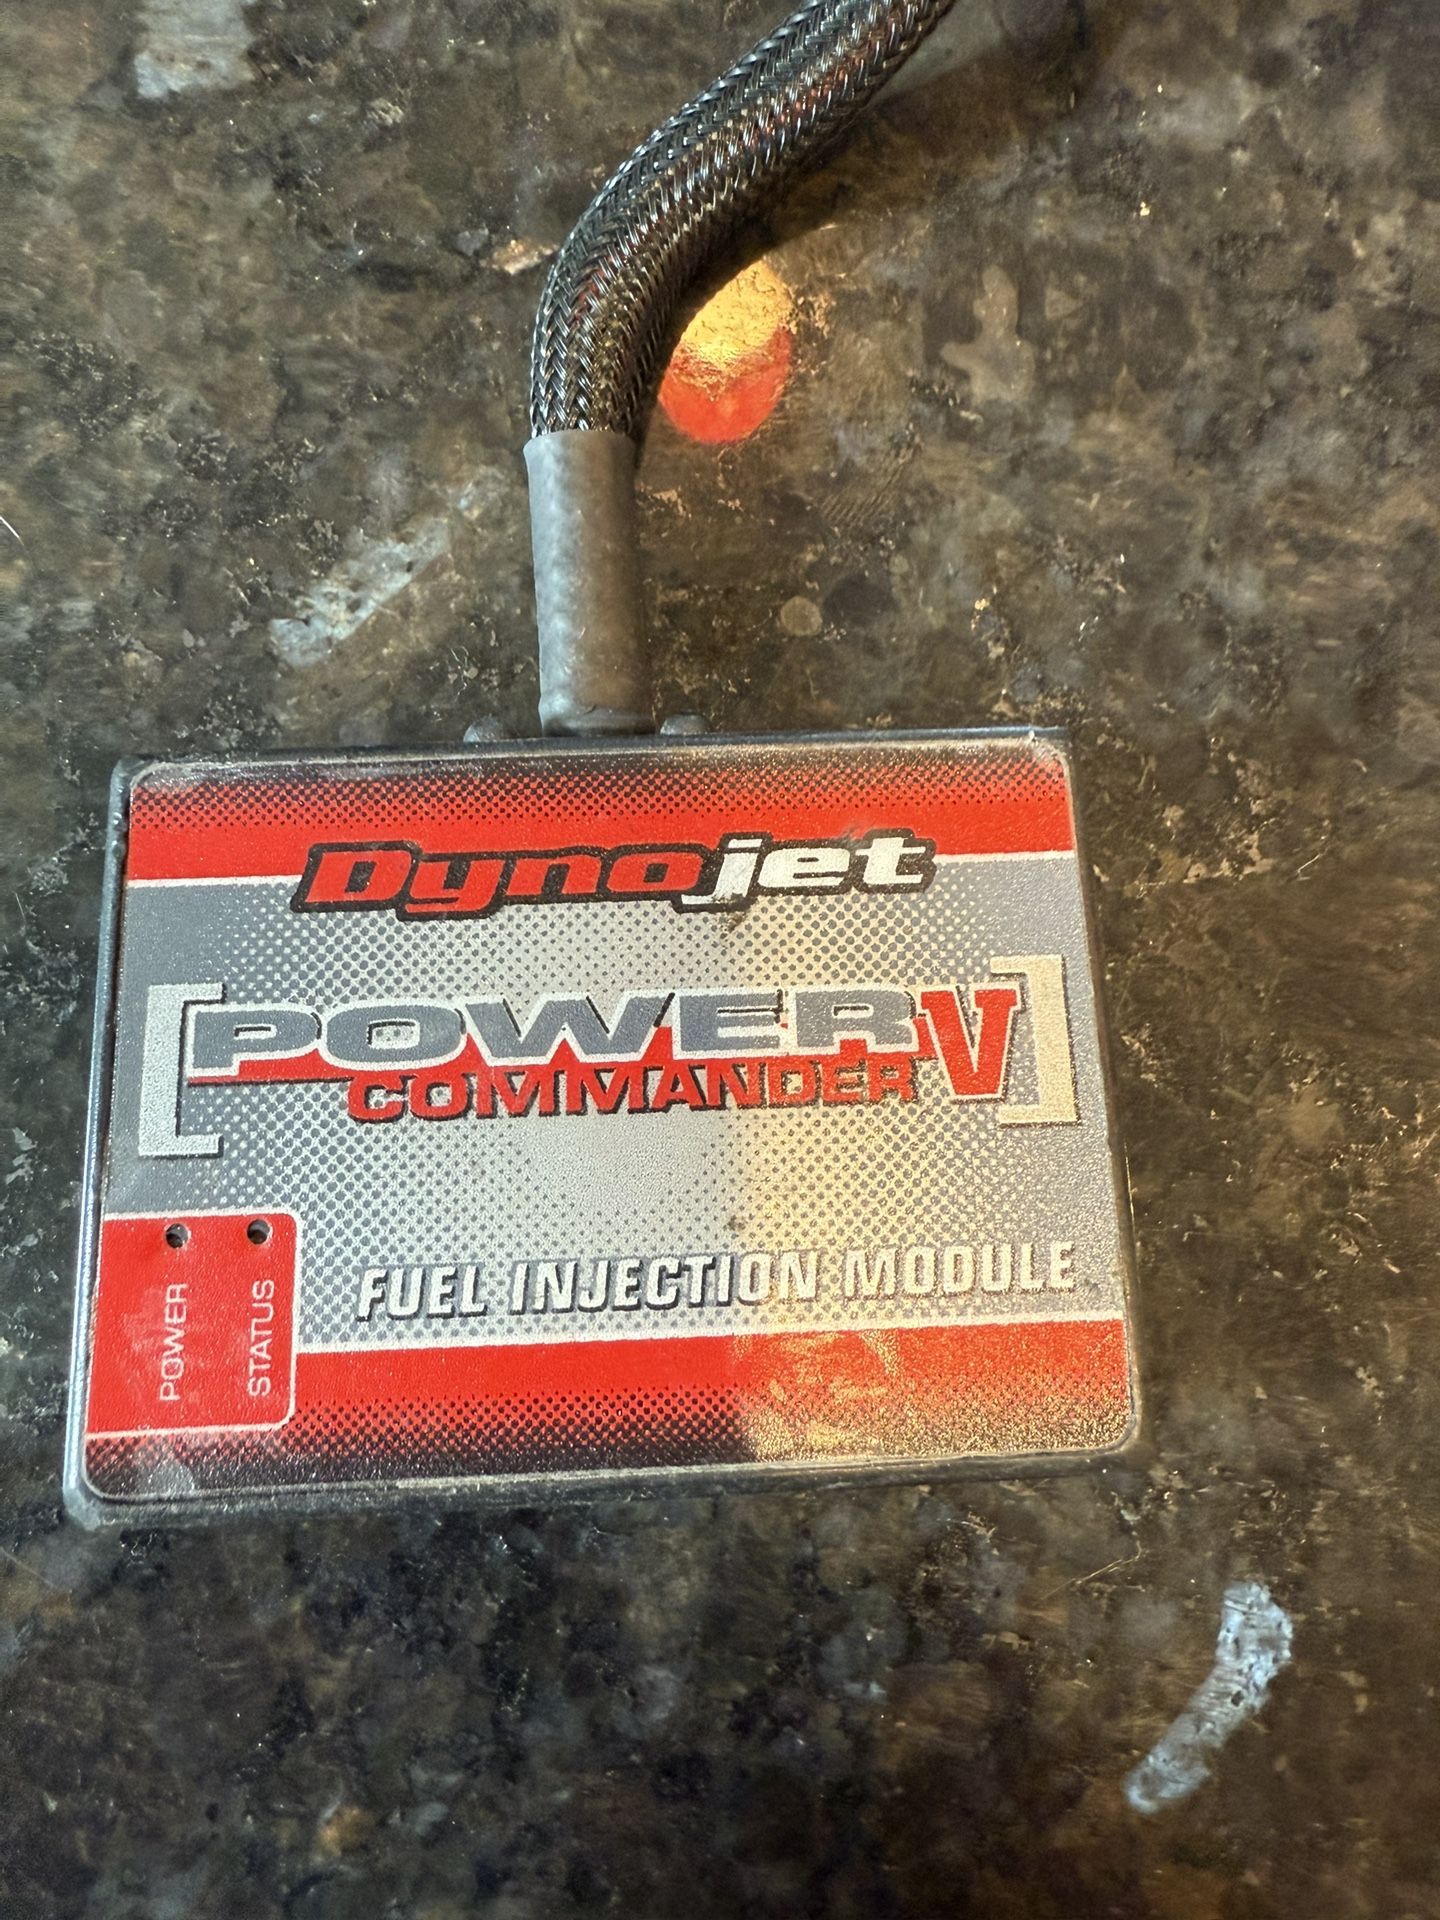 Dynojet
[POWER V]
COMMANDER
FUEL INJECTION MODULE
POWER
STATUS